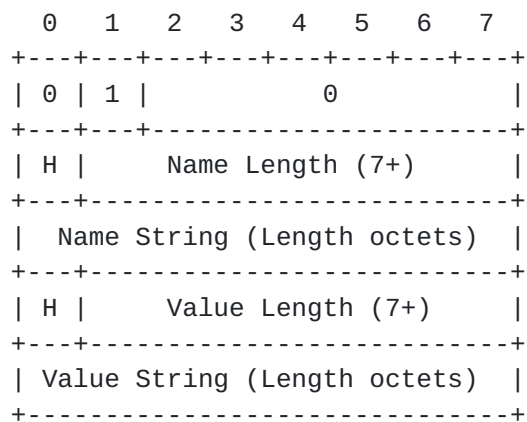 0 1 2 3 4 5 6 7
+---+---+---+---+---+---+---+---+
| 0 | 1 | 0 |
+---+---+-----------------------+
| H | Name Length (7+) |
+---+---------------------------+
| Name String (Length octets) |
+---+---------------------------+
| H | Value Length (7+) |
+---+---------------------------+
| Value String (Length octets) |
+-------------------------------+